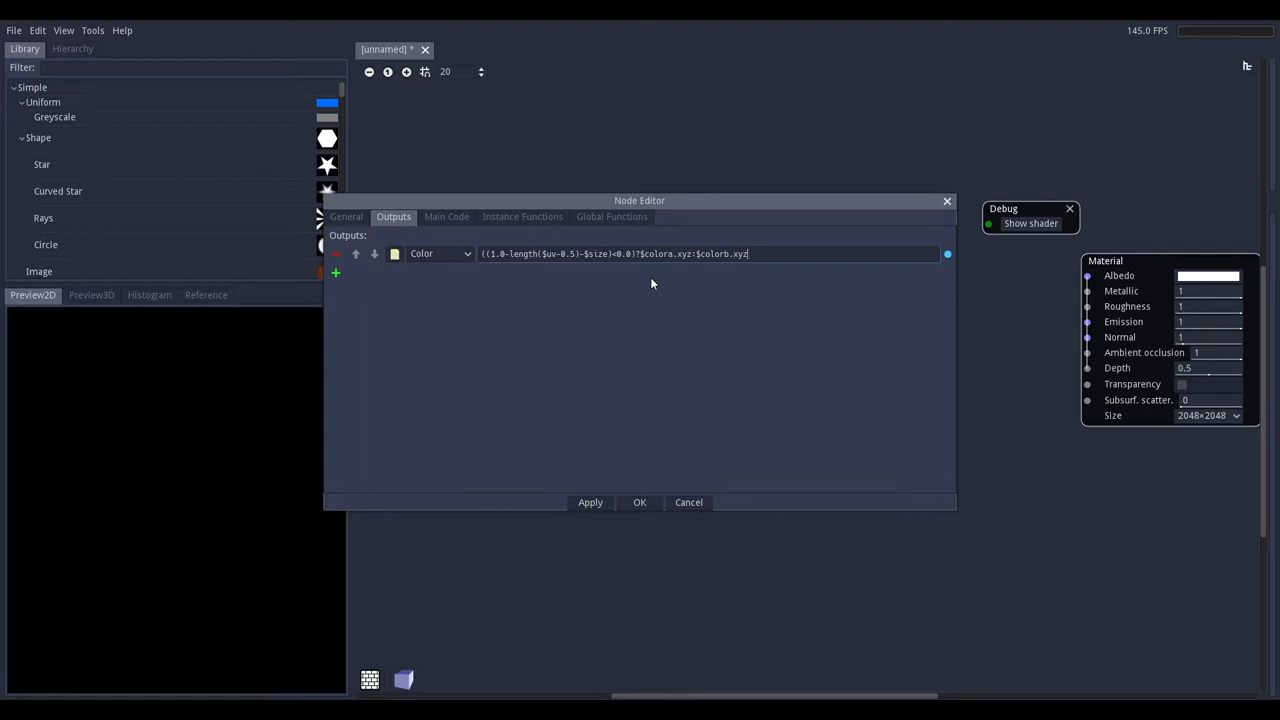 File Edit View Tools Help
145.0 FPS
Library Hierarchy
[unnamed] *
Filter:
20
Simple
Uniform
Greyscale
Shape
Star
Curved Star
Rays
Circle
Image
Preview2D Preview3D Histogram Reference
Node Editor
General Outputs Main Code Instance Functions Global Functions
Outputs:
Color ((1.0-length($uv-0.5)-$size)<0.0)?$colora.xyz:$colorb.xyz
Apply OK Cancel
Debug
Show shader
Material
Albedo
Metallic 1
Roughness 1
Emission 1
Normal 1
Ambient occlusion 1
Depth 0.5
Transparency
Subsurf. scatter. 0
Size 2048×2048